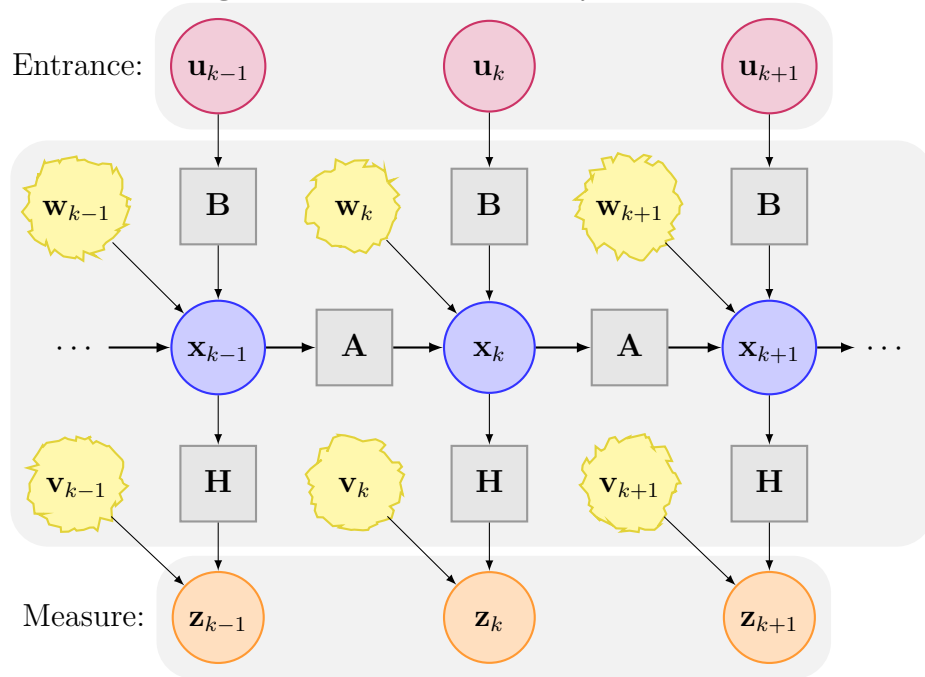 Entrance: u_{k−1} u_k u_{k+1}
w_{k−1} B w_k B w_{k+1} B
⋯ x_{k−1} A x_k A x_{k+1} ⋯
v_{k−1} H v_k H v_{k+1} H
Measure: z_{k−1} z_k z_{k+1}